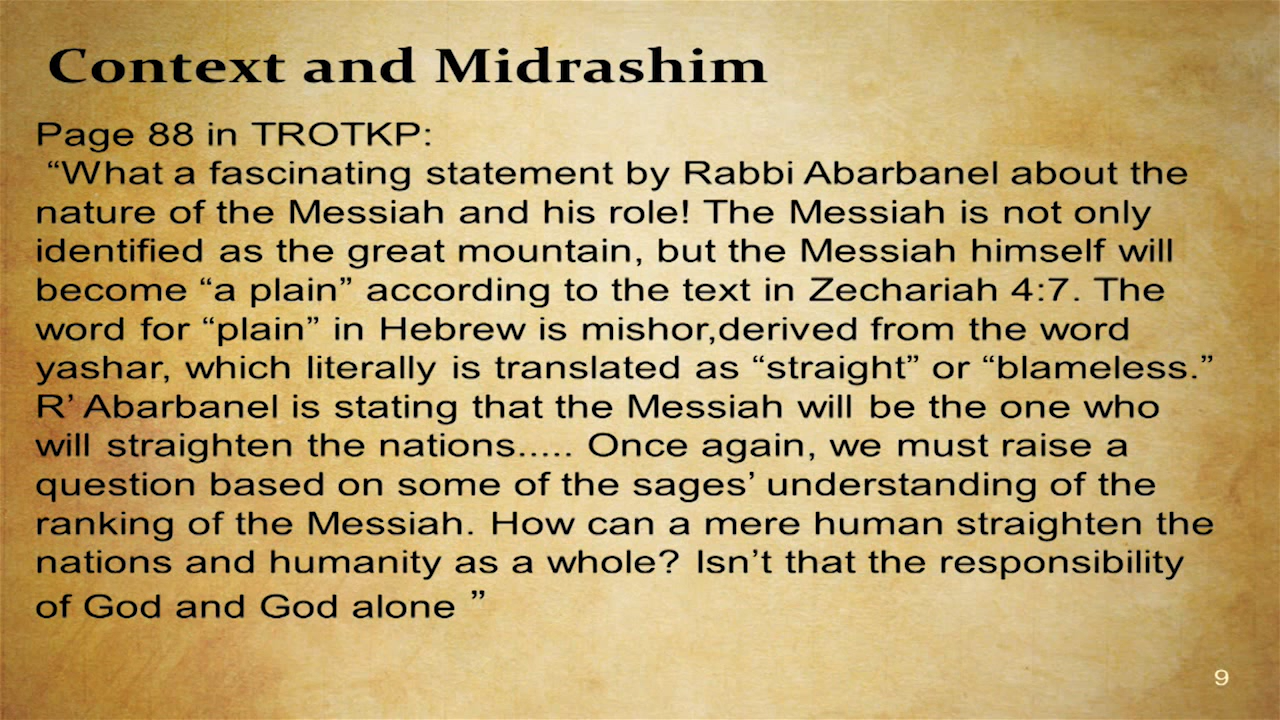 Context and Midrashim
Page 88 in TROTKP:
“What a fascinating statement by Rabbi Abarbanel about the
nature of the Messiah and his role! The Messiah is not only
identified as the great mountain, but the Messiah himself will
become “a plain” according to the text in Zechariah 4:7. The
word for “plain” in Hebrew is mishor,derived from the word
yashar, which literally is translated as “straight” or “blameless.”
R’ Abarbanel is stating that the Messiah will be the one who
will straighten the nations..... Once again, we must raise a
question based on some of the sages’ understanding of the
ranking of the Messiah. How can a mere human straighten the
nations and humanity as a whole? Isn’t that the responsibility
of God and God alone ”
9